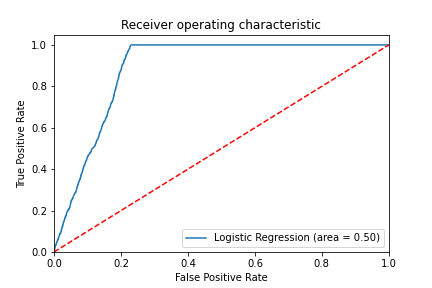 Receiver operating characteristic
True Positive Rate
1.0
0.8
0.6
0.4
0.2
0.0
Logistic Regression (area = 0.50)
0.0 0.2 0.4 0.6 0.8 1.0
False Positive Rate